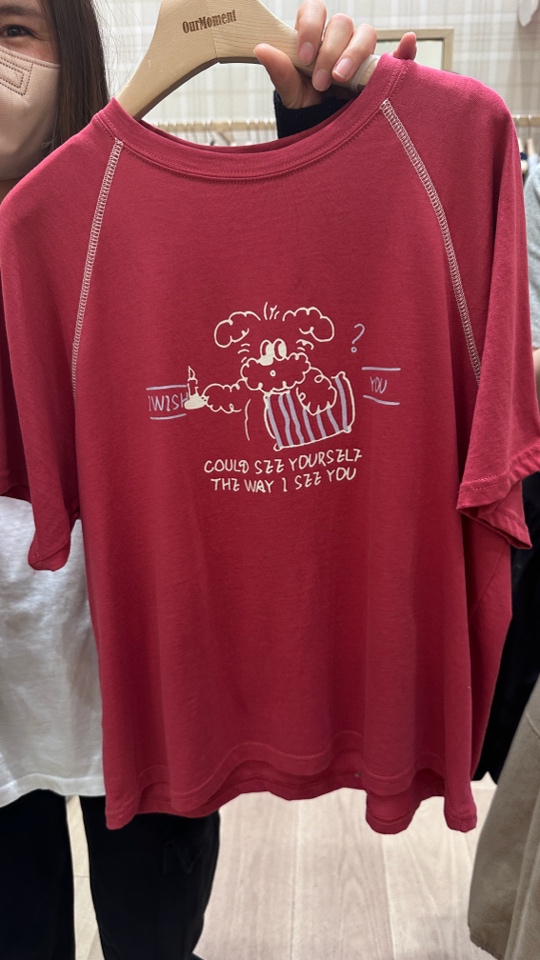 OurMoment
?
I WISH YOU
COULD SEE YOURSELF
THE WAY I SEE YOU